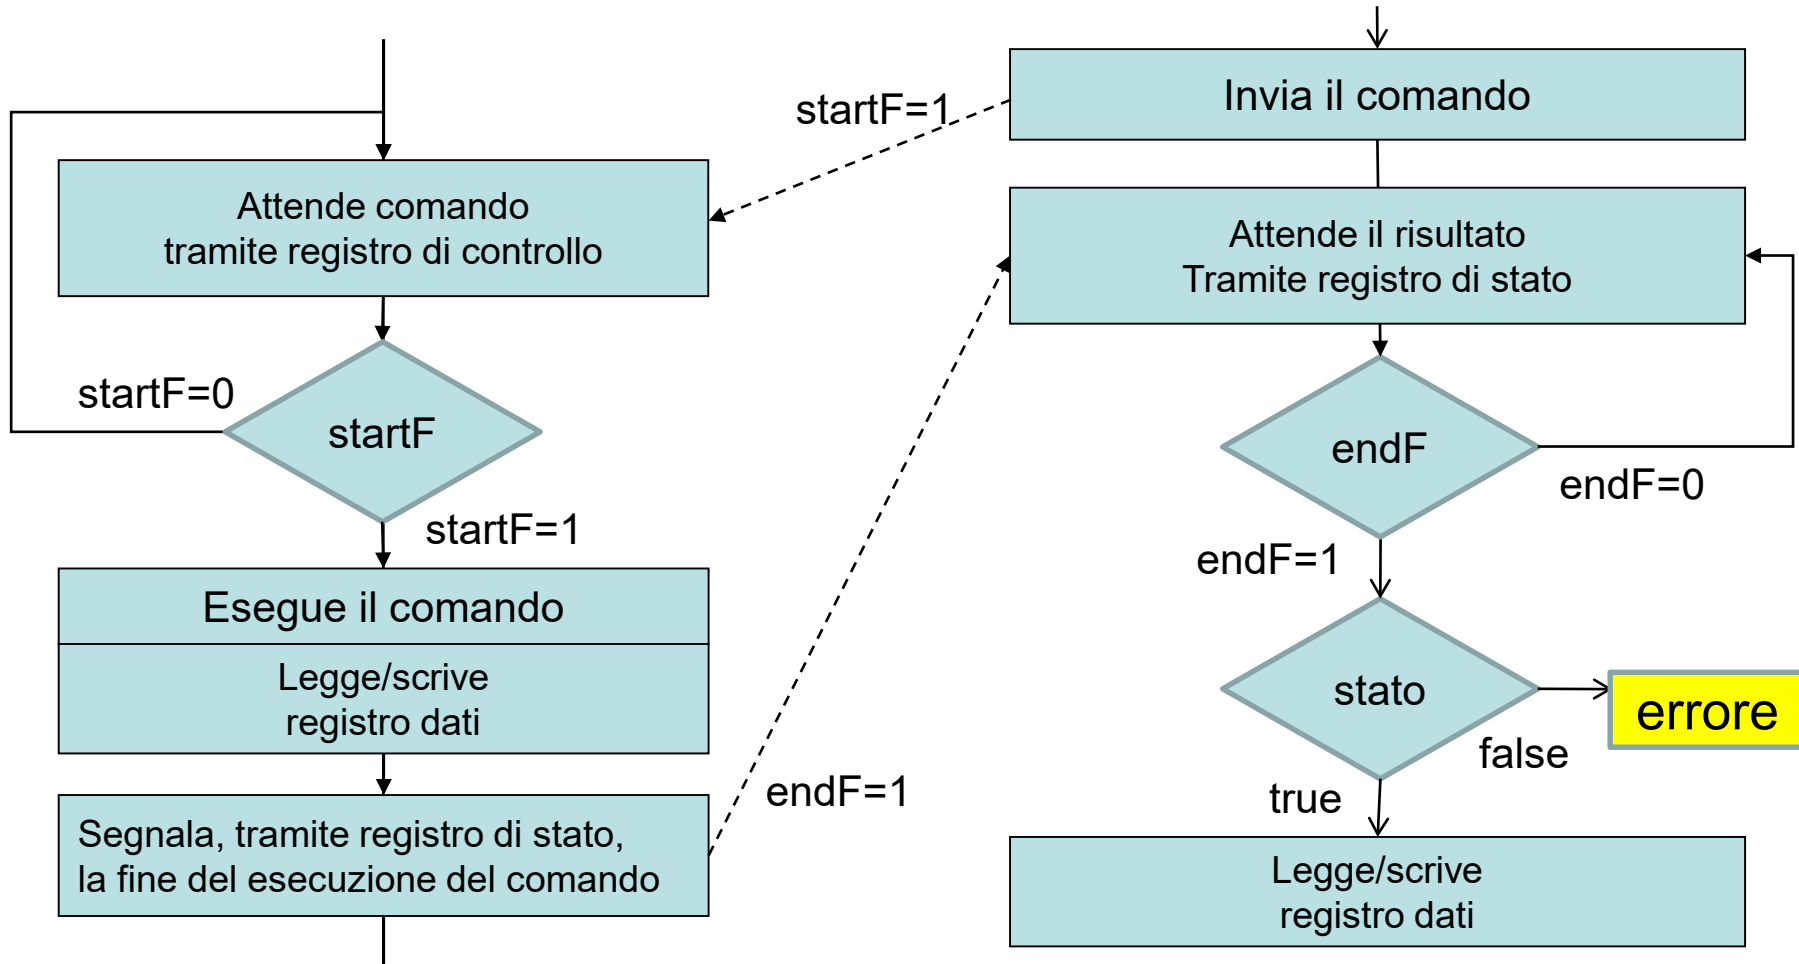 startF=1
Attende comando
tramite registro di controllo
startF=0
startF
startF=1
Esegue il comando
Legge/scrive
registro dati
Segnala, tramite registro di stato,
la fine del esecuzione del comando
endF=1
Invia il comando
Attende il risultato
Tramite registro di stato
endF
endF=0
endF=1
stato
errore
false
true
Legge/scrive
registro dati